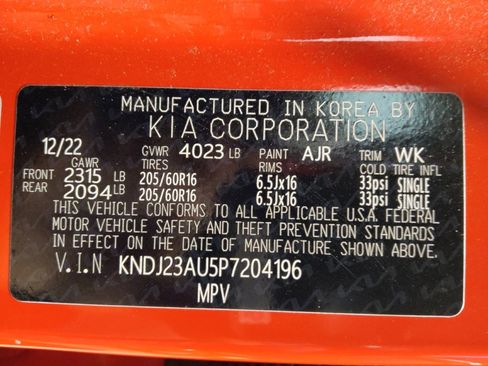 MANUFACTURED IN KOREA BY
KIA CORPORATION
12/22 GVWR 4023 LB PAINT AJR TRIM WK
GAWR TIRES RIMS COLD TIRE INFL
FRONT 2315 LB 205/60R16 6.5Jx16 33psi SINGLE
REAR 2094 LB 205/60R16 6.5Jx16 33psi SINGLE
THIS VEHICLE CONFORMS TO ALL APPLICABLE U.S.A. FEDERAL
MOTOR VEHICLE SAFETY AND THEFT PREVENTION STANDARDS
IN EFFECT ON THE DATE OF MANUFACTURE SHOWN ABOVE.
V.I.N KNDJ23AU5P7204196
MPV